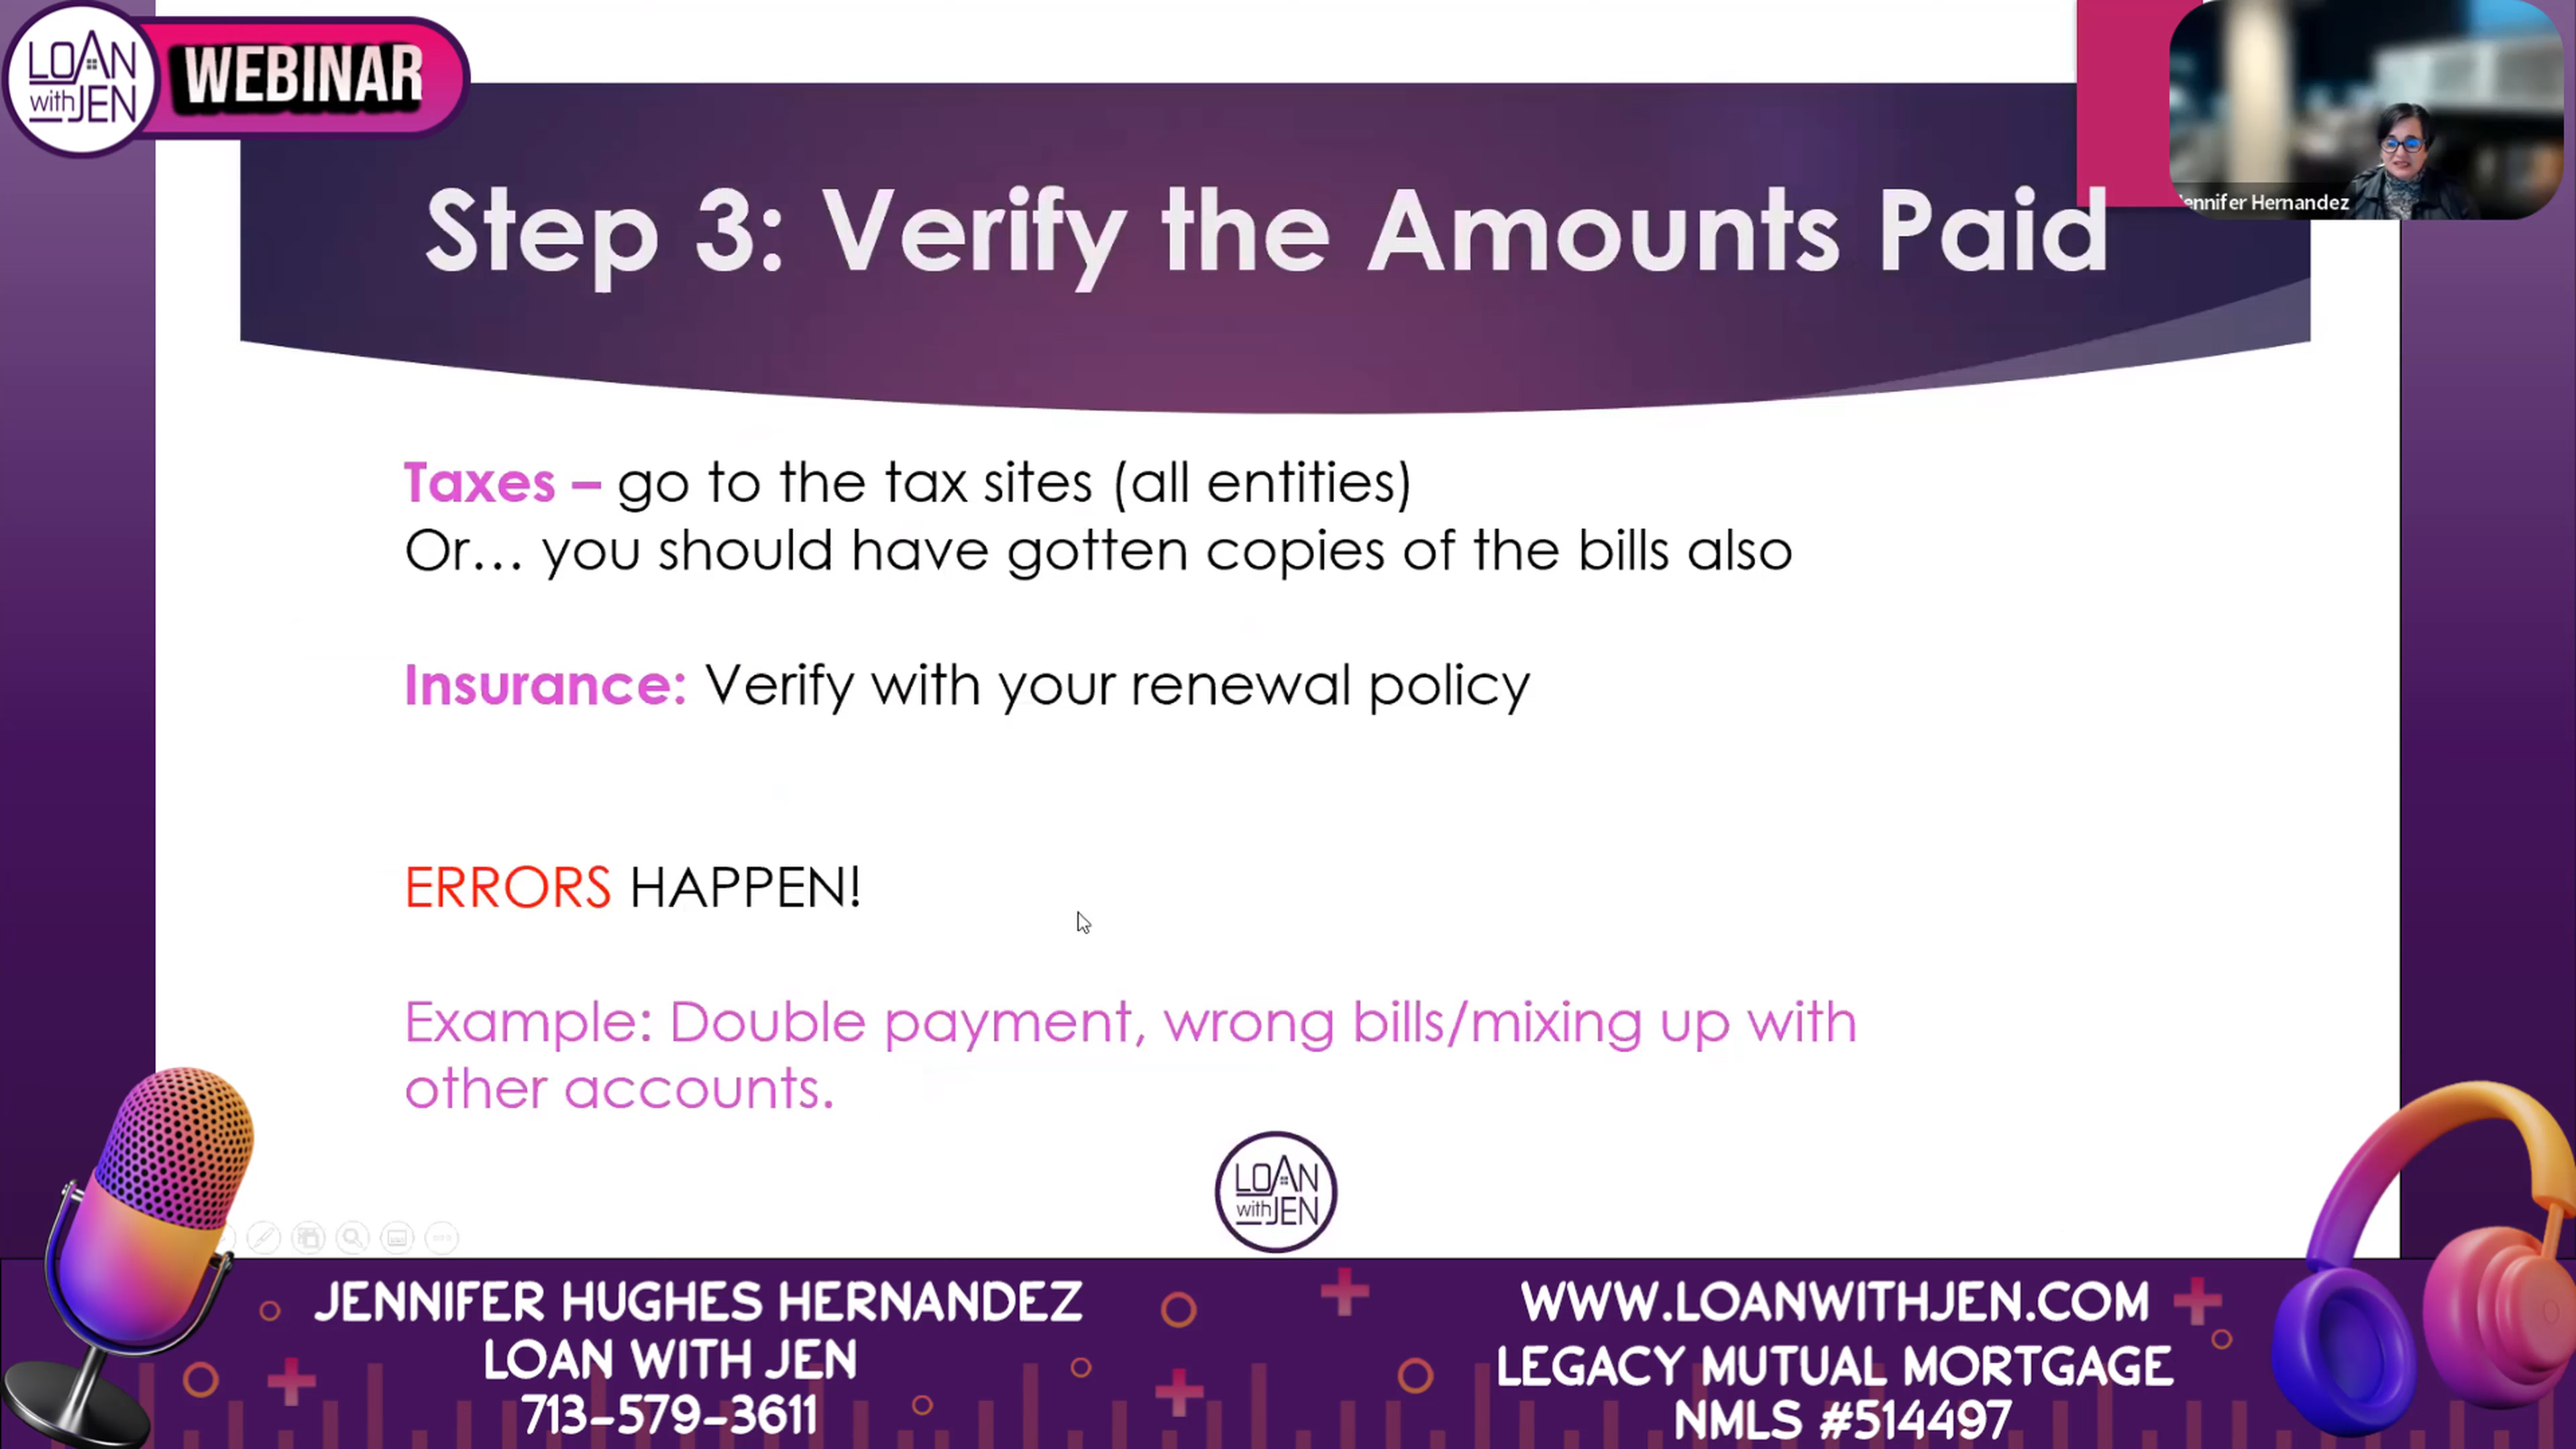 LOAN
with JEN
WEBINAR
ennifer Hernandez
Step 3: Verify the Amounts Paid
Taxes – go to the tax sites (all entities)
Or... you should have gotten copies of the bills also
Insurance: Verify with your renewal policy
ERRORS HAPPEN!
Example: Double payment, wrong bills/mixing up with
other accounts.
LOAN
with JEN
JENNIFER HUGHES HERNANDEZ
LOAN WITH JEN
713-579-3611
WWW.LOANWITHJEN.COM
LEGACY MUTUAL MORTGAGE
NMLS #514497